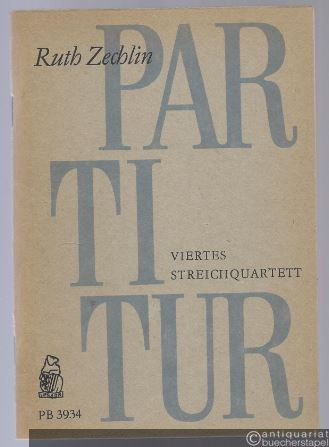 Ruth Zechlin
PAR
TI
TUR
VIERTES
STREICHQUARTETT
PB 3934
antiquariat
buecherstapel